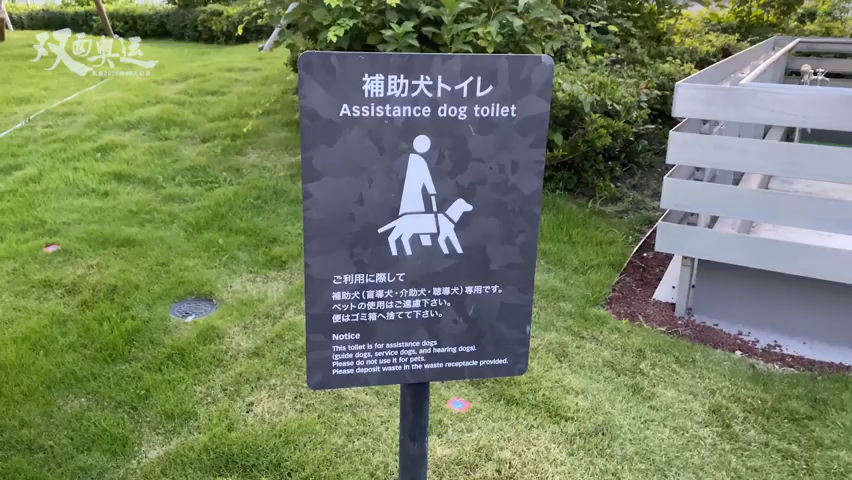 双面奥运
補助犬トイレ
Assistance dog toilet
ご利用に際して
補助犬（盲導犬・介助犬・聴導犬）専用です。
ペットの使用はご遠慮下さい。
便はゴミ箱へ捨てて下さい。
Notice
This toilet is for assistance dogs
(guide dogs, service dogs, and hearing dogs).
Please do not use it for pets.
Please deposit waste in the waste receptacle provided.